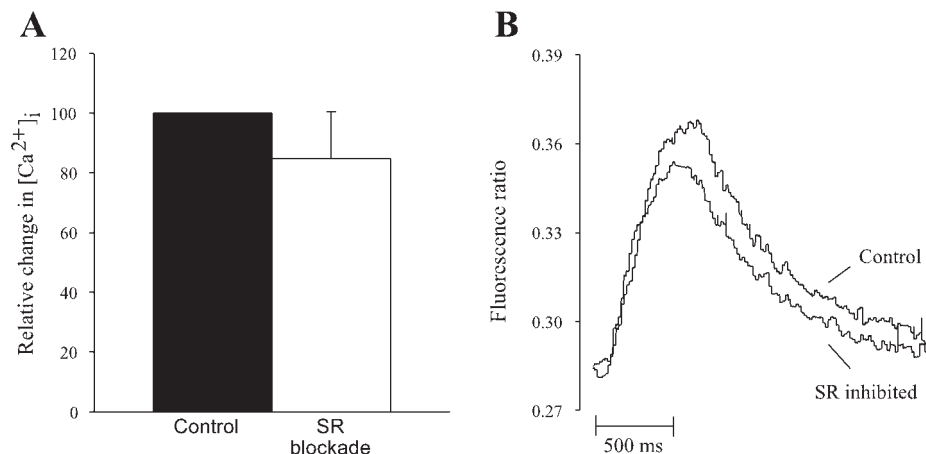 A
Relative change in [Ca2+]i
120
100
80
60
40
20
0
Control
SR
blockade
B
Fluorescence ratio
0.39
0.36
0.33
0.30
0.27
Control
SR inhibited
500 ms